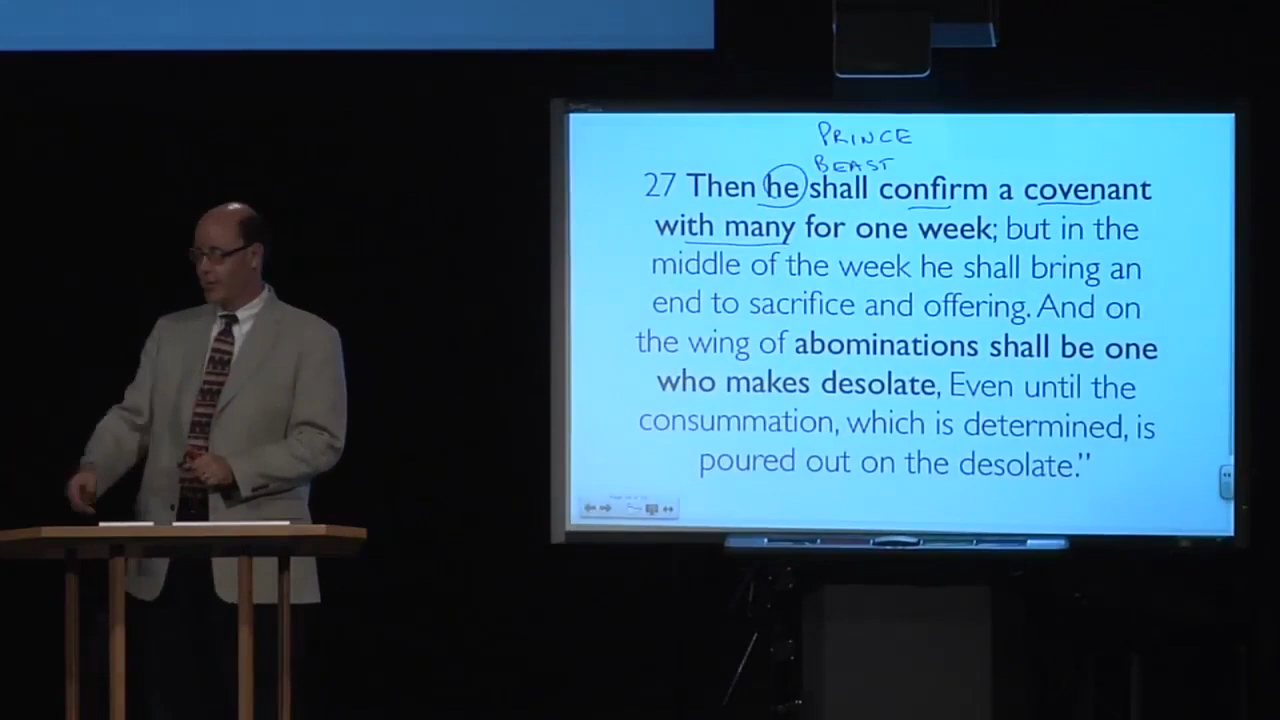 PRINCE
BEAST
27 Then he shall confirm a covenant
with many for one week; but in the
middle of the week he shall bring an
end to sacrifice and offering. And on
the wing of abominations shall be one
who makes desolate, Even until the
consummation, which is determined, is
poured out on the desolate."